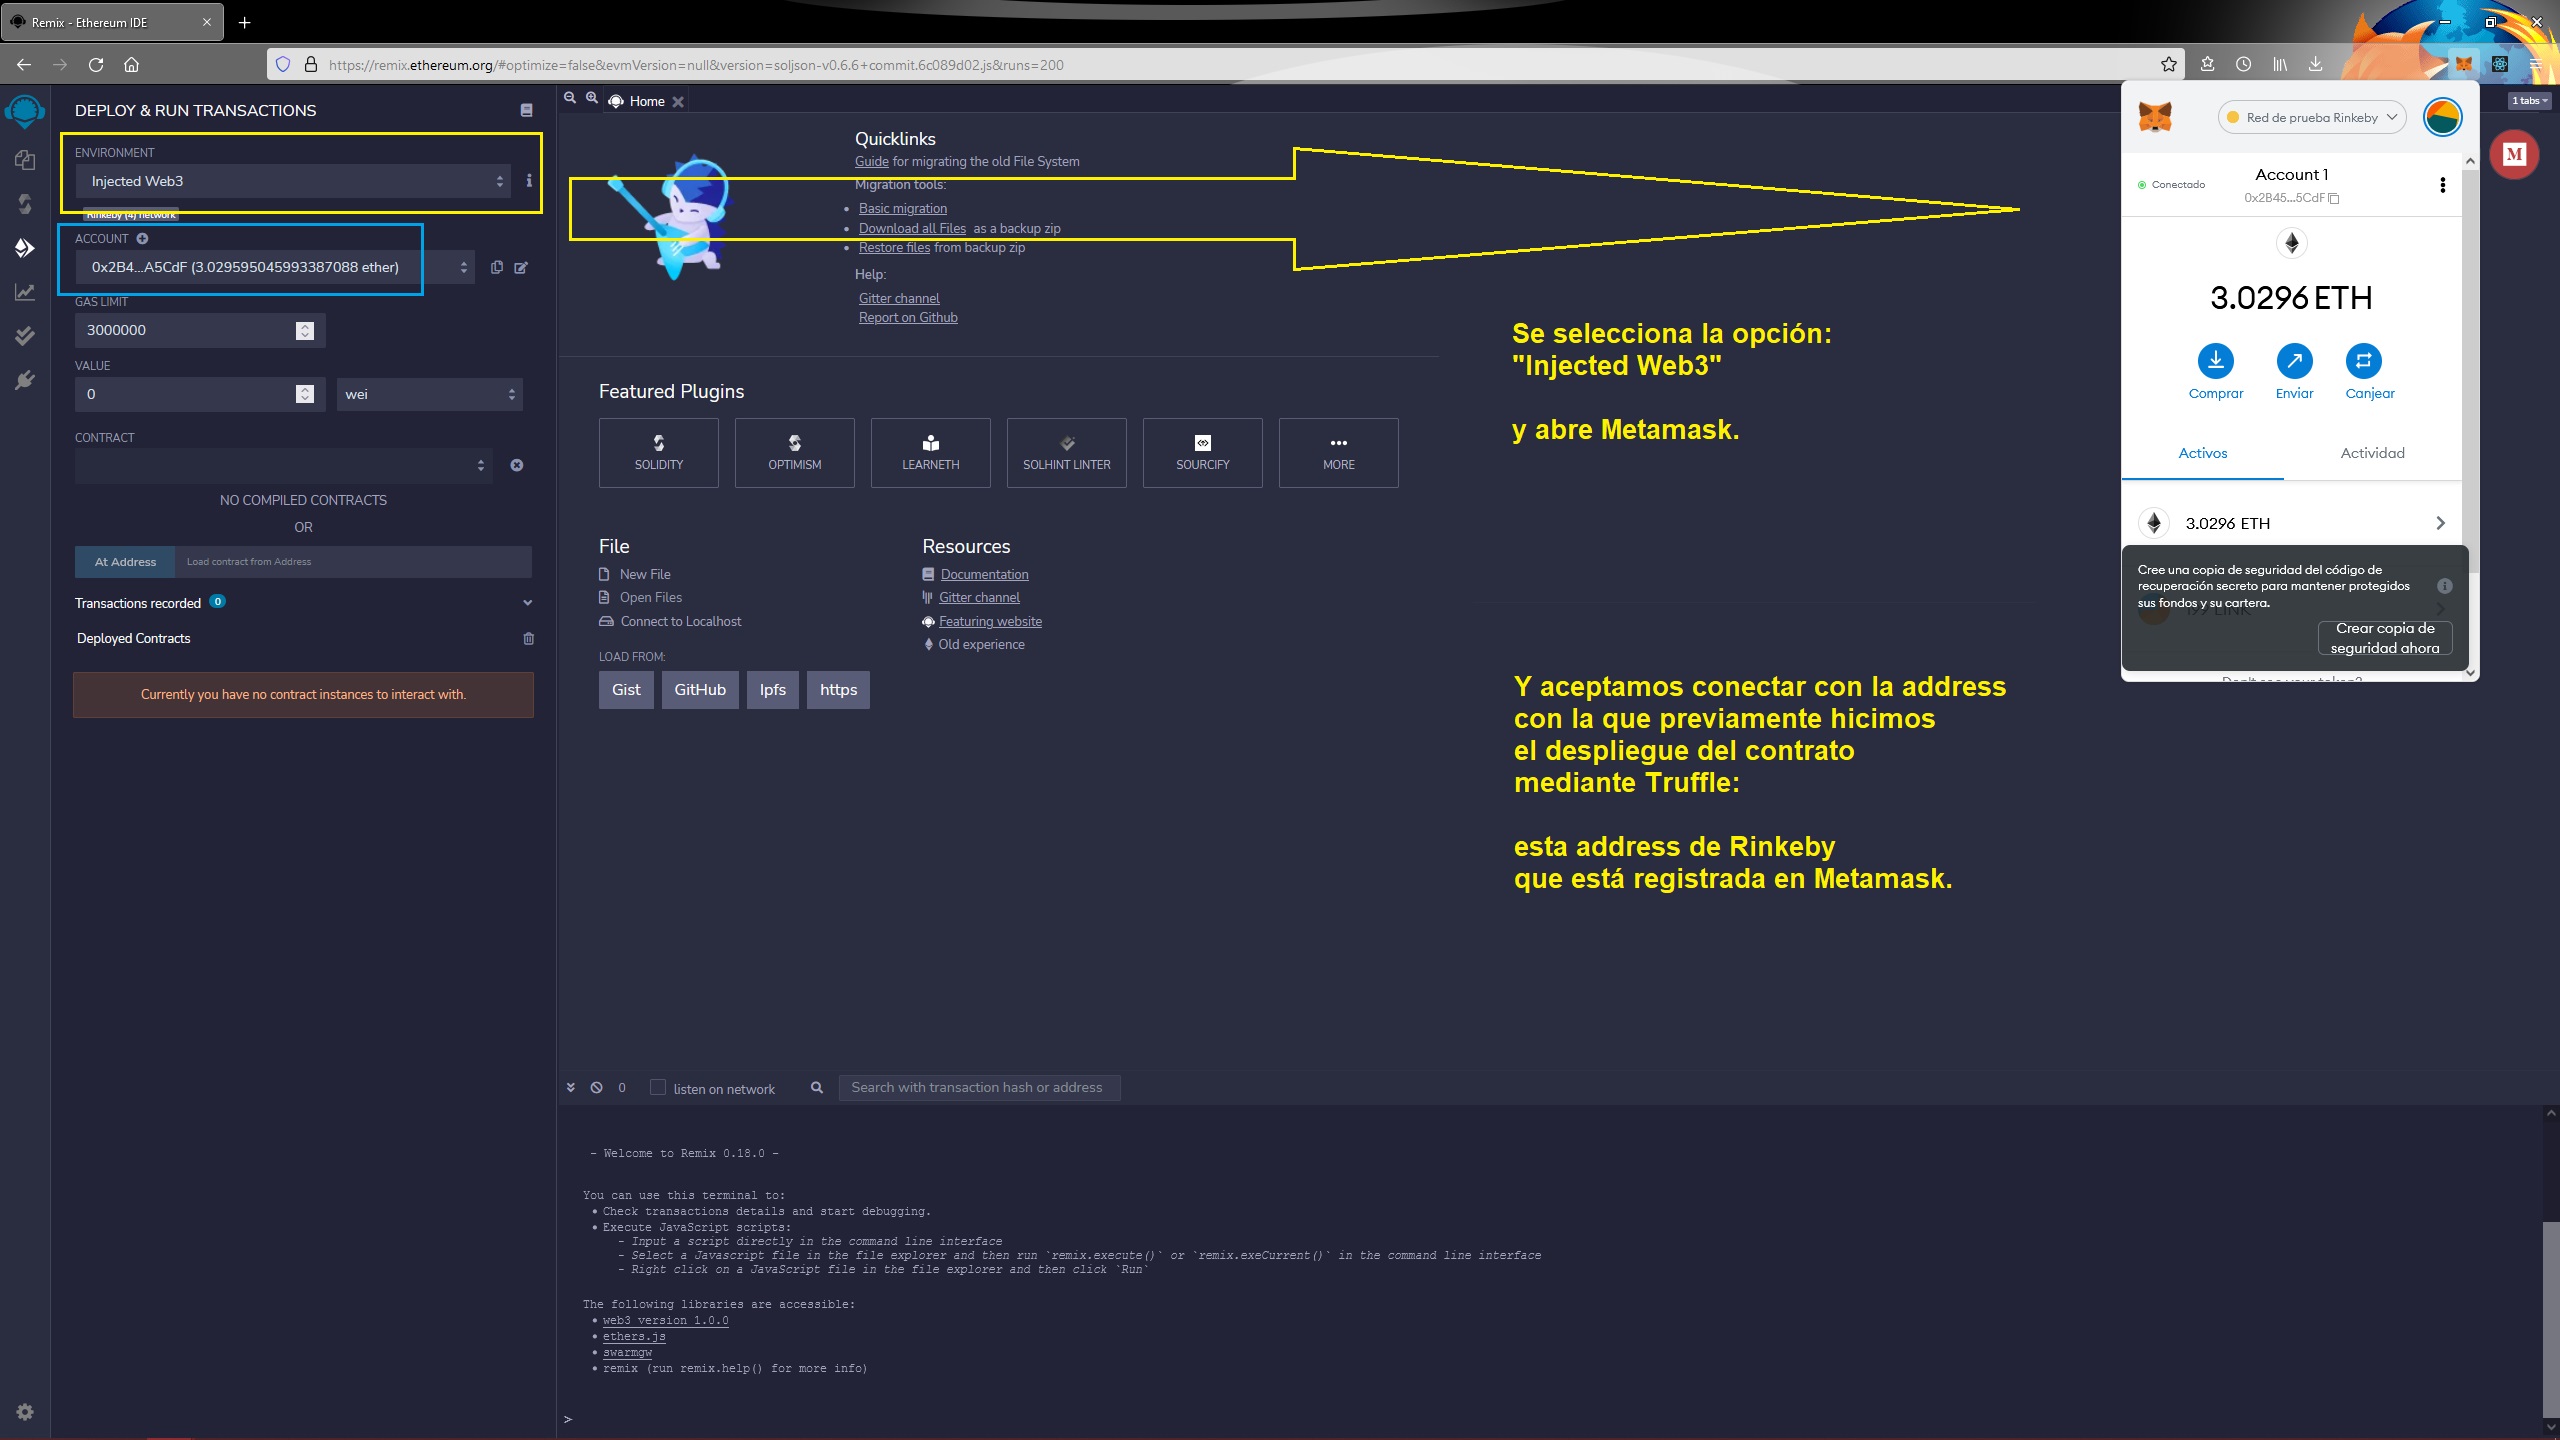 Remix - Ethereum IDE
https://remix.ethereum.org/#optimize=false&evmVersion=null&version=soljson-v0.6.6+commit.6c089d02.js&runs=200
DEPLOY & RUN TRANSACTIONS
ENVIRONMENT
Injected Web3
Rinkeby (4) network
ACCOUNT
0x2B4...A5CdF (3.029595045993387088 ether)
GAS LIMIT
3000000
VALUE
0
wei
CONTRACT
NO COMPILED CONTRACTS
OR
At Address
Load contract from Address
Transactions recorded 0
Deployed Contracts
Currently you have no contract instances to interact with.
Home
1 tabs
Quicklinks
Guide for migrating the old File System
Migration tools:
Basic migration
Download all Files as a backup zip
Restore files from backup zip
Help:
Gitter channel
Report on Github
Featured Plugins
SOLIDITY
OPTIMISM
LEARNETH
SOLHINT LINTER
SOURCIFY
MORE
File
New File
Open Files
Connect to Localhost
LOAD FROM:
Gist
GitHub
Ipfs
https
Resources
Documentation
Gitter channel
Featuring website
Old experience
Se selecciona la opción:
"Injected Web3"
y abre Metamask.
Y aceptamos conectar con la address
con la que previamente hicimos
el despliegue del contrato
mediante Truffle:
esta address de Rinkeby
que está registrada en Metamask.
Red de prueba Rinkeby
M
Conectado
Account 1
0x2B45...5CdF
3.0296 ETH
Comprar
Enviar
Canjear
Activos
Actividad
3.0296 ETH
Cree una copia de seguridad del código de
recuperación secreto para mantener protegidos
sus fondos y su cartera.
Crear copia de
seguridad ahora
0
listen on network
Search with transaction hash or address
- Welcome to Remix 0.18.0 -
You can use this terminal to:
• Check transactions details and start debugging.
• Execute JavaScript scripts:
- Input a script directly in the command line interface
- Select a Javascript file in the file explorer and then run `remix.execute()` or `remix.exeCurrent()` in the command line interface
- Right click on a JavaScript file in the file explorer and then click `Run`
The following libraries are accessible:
• web3 version 1.0.0
• ethers.js
• swarmgw
• remix (run remix.help() for more info)
>